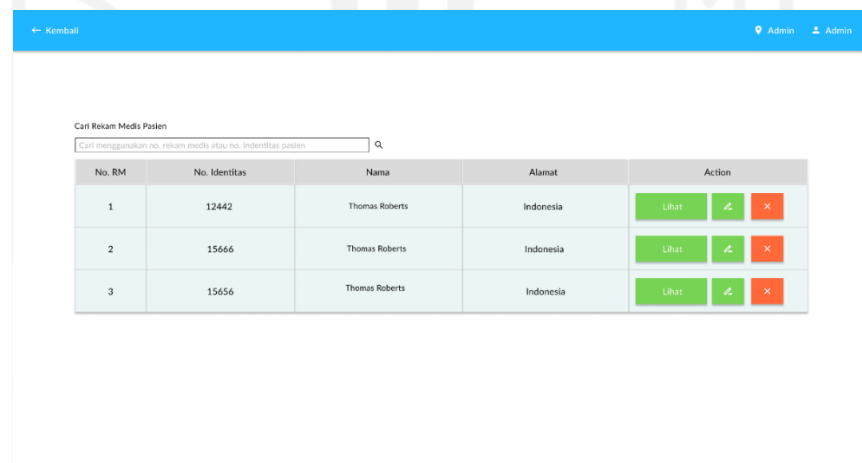 ← Kembali Admin Admin
Cari Rekam Medis Pasien
Cari menggunakan no. rekam medis atau no. indentitas pasien
No. RM No. Identitas Nama Alamat Action
1 12442 Thomas Roberts Indonesia Lihat
2 15666 Thomas Roberts Indonesia Lihat
3 15656 Thomas Roberts Indonesia Lihat